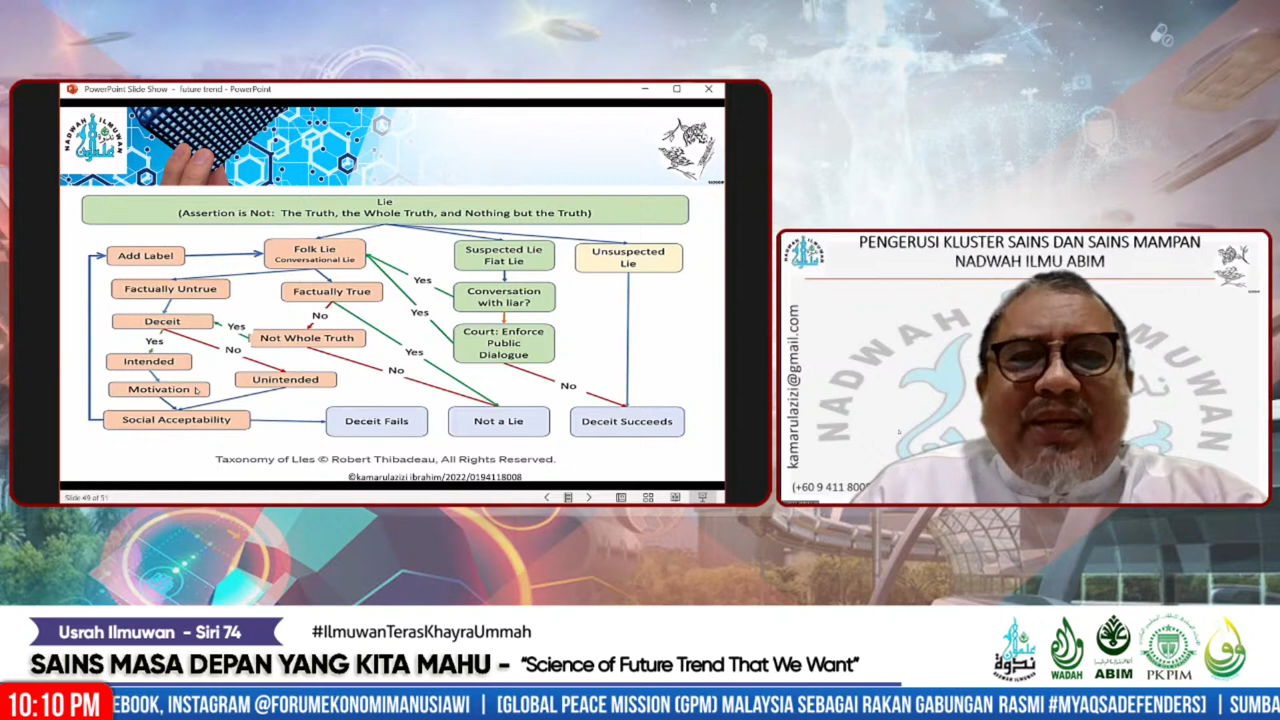 PowerPoint Slide Show - future trend - PowerPoint
NADWAH ILMUWAN
Lie
(Assertion is Not: The Truth, the Whole Truth, and Nothing but the Truth)
Add Label
Folk Lie
Conversational Lie
Suspected Lie
Fiat Lie
Unsuspected
Lie
Yes
Factually Untrue
Factually True
Conversation
with liar?
Yes
No
Deceit
Yes
Not Whole Truth
Court: Enforce
Public
Dialogue
Yes
No
Yes
Intended
No
No
Motivation
Unintended
Social Acceptability
Deceit Fails
Not a Lie
Deceit Succeeds
Taxonomy of Lies © Robert Thibadeau, All Rights Reserved.
©kamarulazizi ibrahim/2022/0194118008
Slide 49 of 51
PENGERUSI KLUSTER SAINS DAN SAINS MAMPAN
NADWAH ILMU ABIM
kamarulazizi@gmail.com
NADWAH ILMUWAN
(+60 9 411 800
Usrah Ilmuwan - Siri 74
#IlmuwanTerasKhayraUmmah
SAINS MASA DEPAN YANG KITA MAHU - “Science of Future Trend That We Want”
WADAH
ABIM
PKPIM
10:10 PM
EBOOK, INSTAGRAM @FORUMEKONOMIMANUSIAWI | [GLOBAL PEACE MISSION (GPM) MALAYSIA SEBAGAI RAKAN GABUNGAN RASMI #MYAQSADEFENDERS] | SUMBA